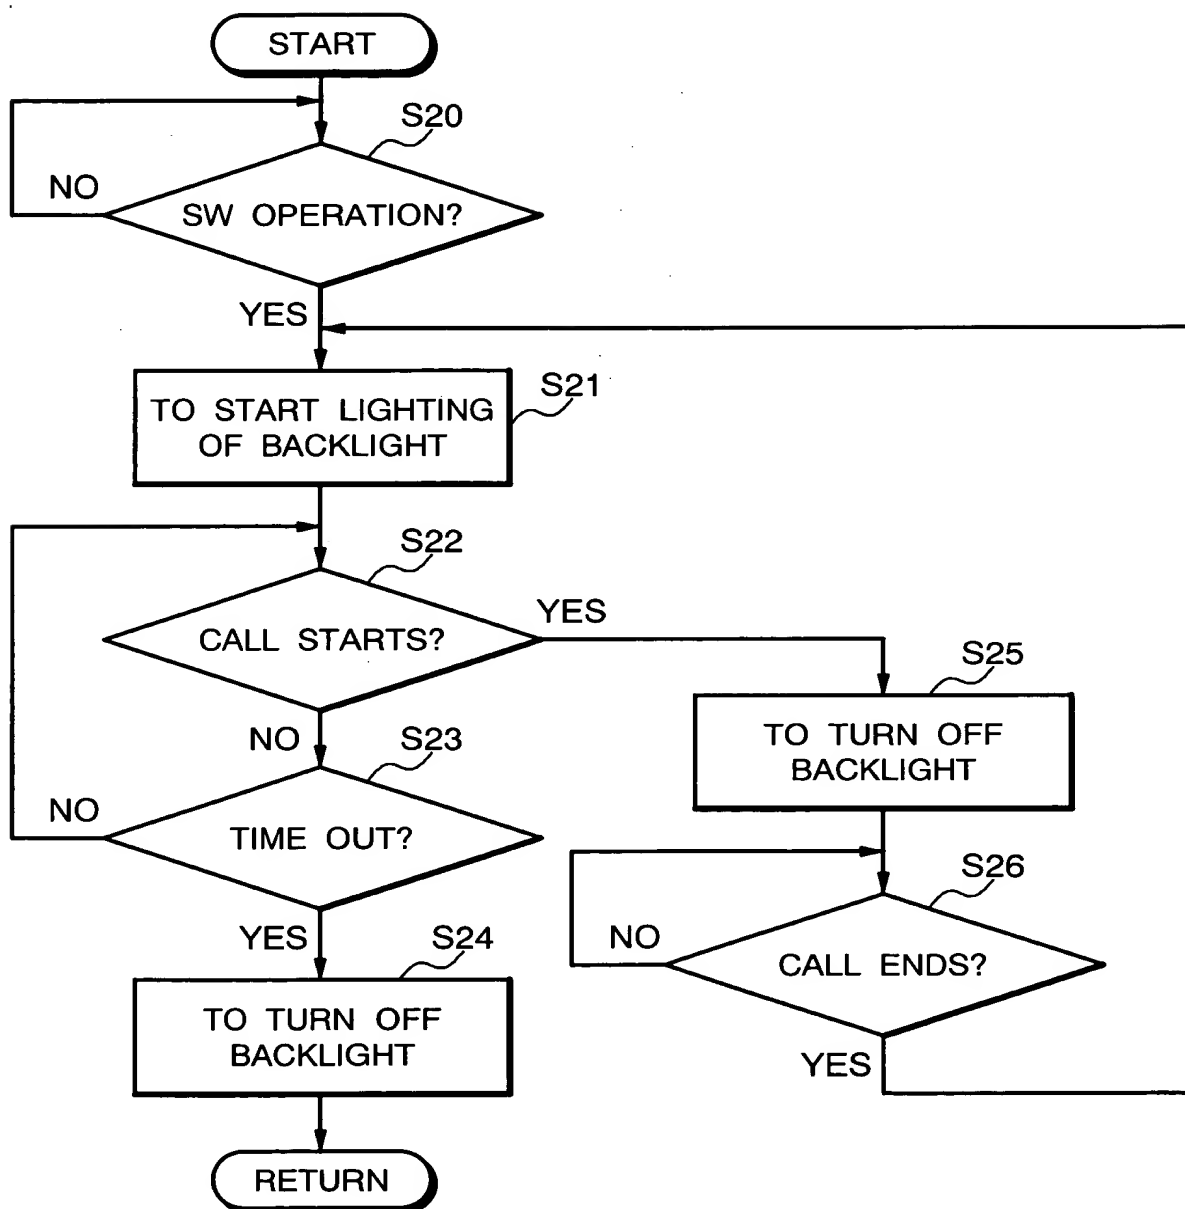 START
S20
NO
SW OPERATION?
YES
S21
TO START LIGHTING
OF BACKLIGHT
S22
YES
CALL STARTS?
S25
NO
S23
TO TURN OFF
BACKLIGHT
NO
TIME OUT?
S26
YES
S24
NO
CALL ENDS?
TO TURN OFF
BACKLIGHT
YES
RETURN